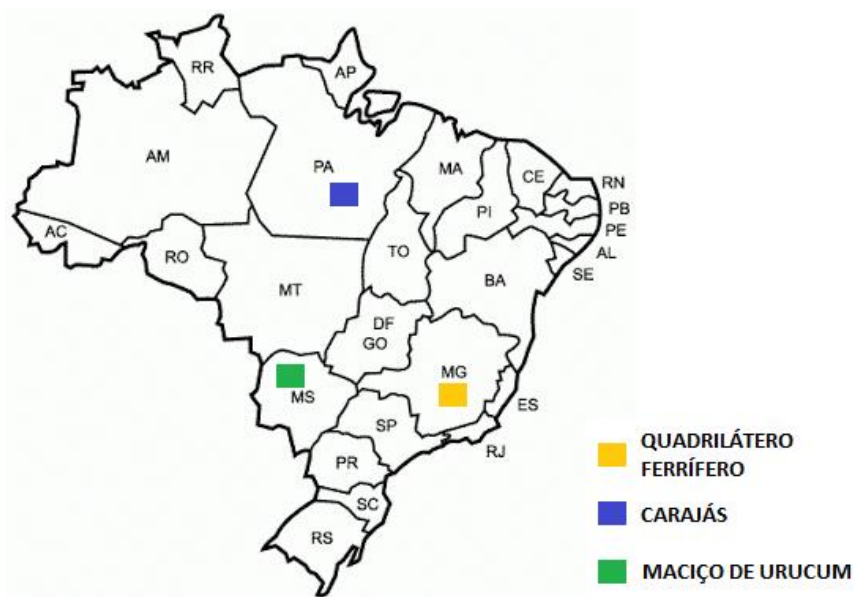 RR
AP
AM
PA
MA
CE
RN
PB
PI
PE
AL
SE
AC
RO
TO
BA
MT
DF
GO
MG
MS
ES
SP
RJ
PR
SC
RS
QUADRILÁTERO
FERRÍFERO
CARAJÁS
MACIÇO DE URUCUM